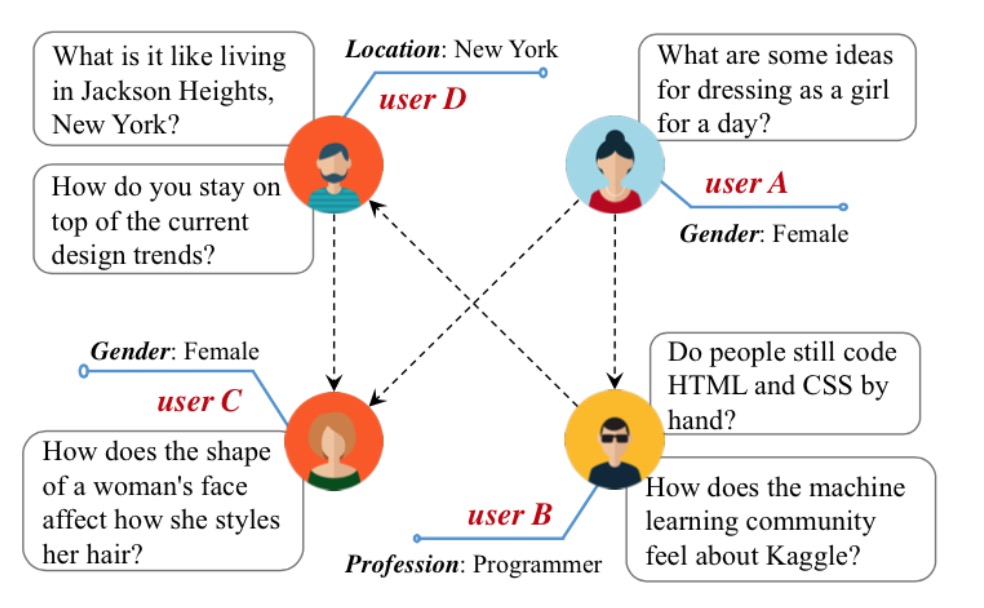 What is it like living
in Jackson Heights,
New York?
Location: New York
user D
What are some ideas
for dressing as a girl
for a day?
How do you stay on
top of the current
design trends?
user A
Gender: Female
Gender: Female
user C
Do people still code
HTML and CSS by
hand?
How does the shape
of a woman's face
affect how she styles
her hair?
user B
Profession: Programmer
How does the machine
learning community
feel about Kaggle?